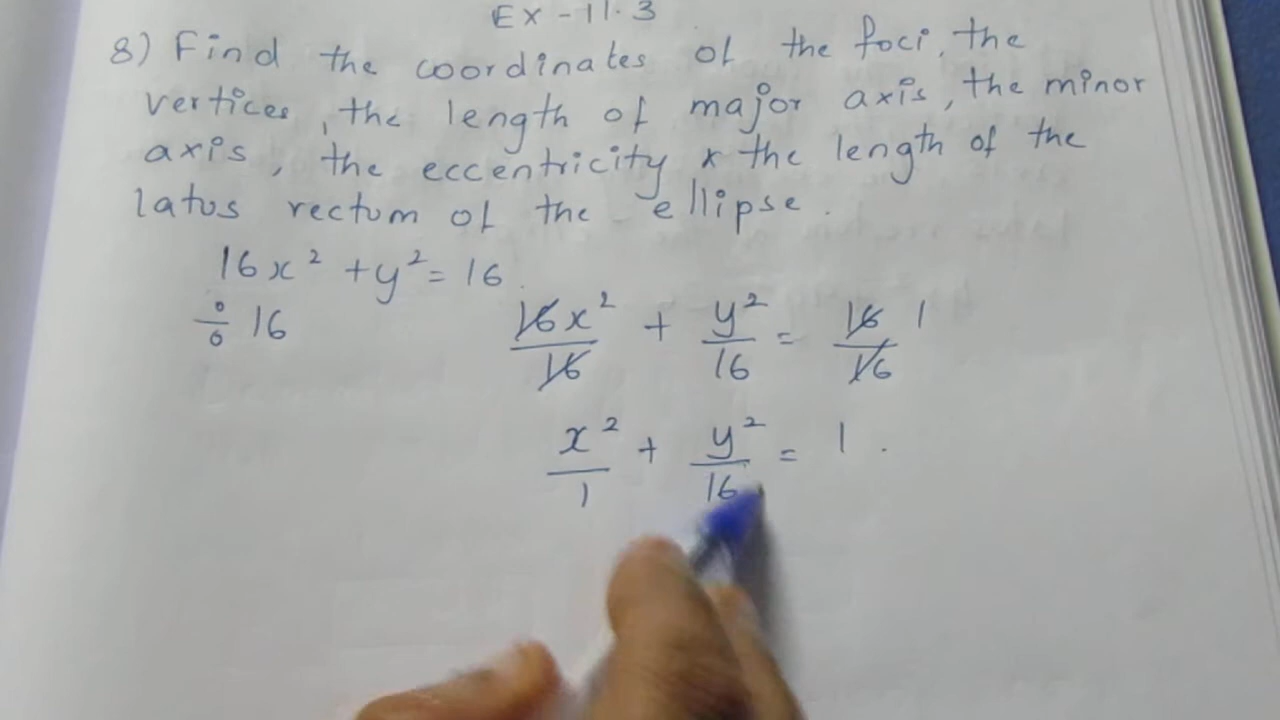 EX-11.3
8) Find the coordinates of the foci, the
vertices, the length of major axis, the minor
axis, the eccentricity & the length of the
latus rectum of the ellipse.
16x² + y² = 16.
÷ 16
16x²/16 + y²/16 = 16/16 1
x²/1 + y²/16 = 1.